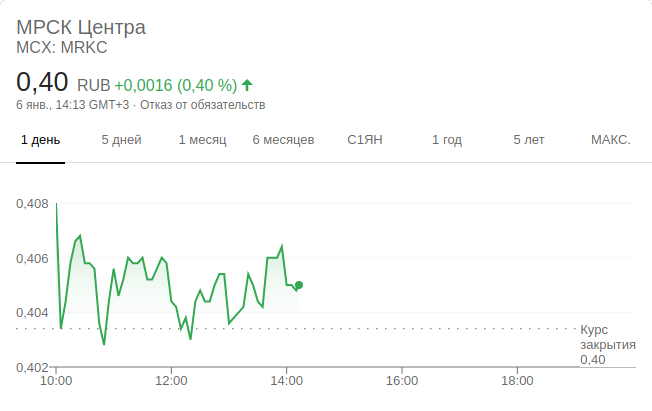 МРСК Центра
MCX: MRKC
0,40 RUB +0,0016 (0,40 %)
6 янв., 14:13 GMT+3 · Отказ от обязательств
1 день 5 дней 1 месяц 6 месяцев С1ЯН 1 год 5 лет МАКС.
0,408
0,406
0,404
Курс
закрытия
0,40
0,402
10:00 12:00 14:00 16:00 18:00